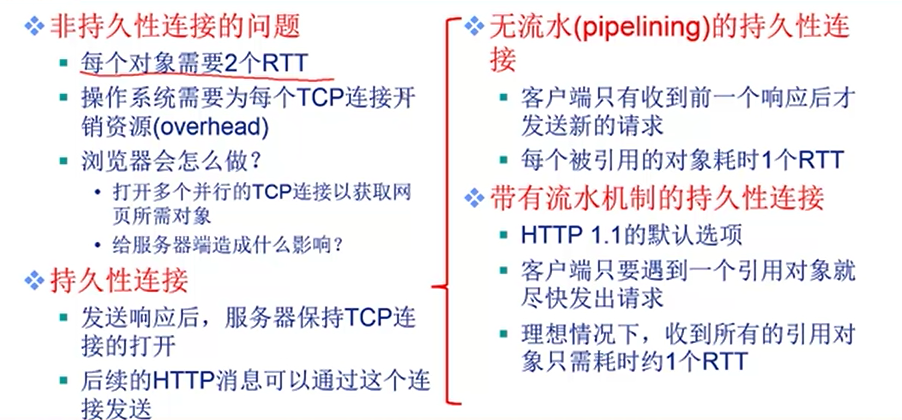 非持久性连接的问题
每个对象需要2个RTT
操作系统需要为每个TCP连接开
销资源(overhead)
浏览器会怎么做？
打开多个并行的TCP连接以获取网
页所需对象
给服务器端造成什么影响？
持久性连接
发送响应后，服务器保持TCP连
接的打开
后续的HTTP消息可以通过这个连
接发送
无流水(pipelining)的持久性连
接
客户端只有收到前一个响应后才
发送新的请求
每个被引用的对象耗时1个RTT
带有流水机制的持久性连接
HTTP 1.1的默认选项
客户端只要遇到一个引用对象就
尽快发出请求
理想情况下，收到所有的引用对
象只需耗时约1个RTT